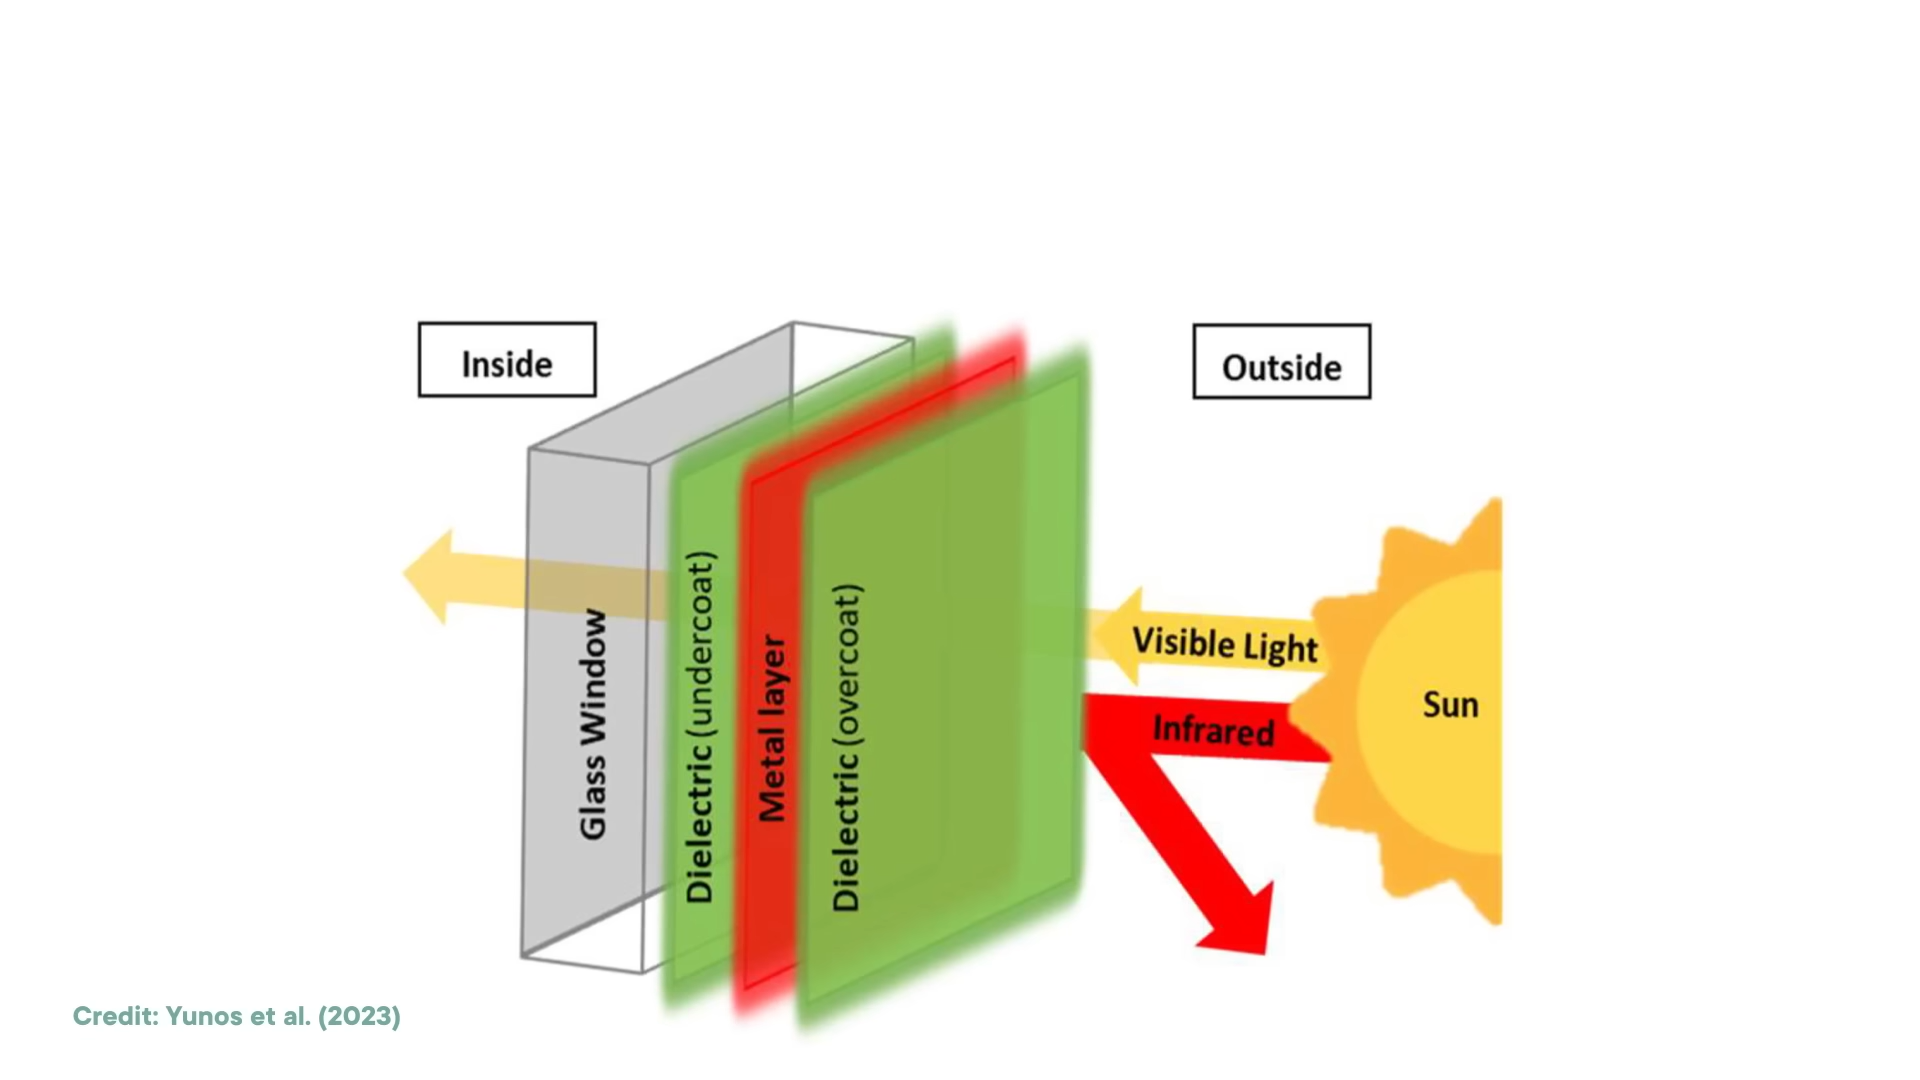 Inside
Outside
Glass Window
Dielectric (undercoat)
Metal layer
Dielectric (overcoat)
Visible Light
Infrared
Sun
Credit: Yunos et al. (2023)